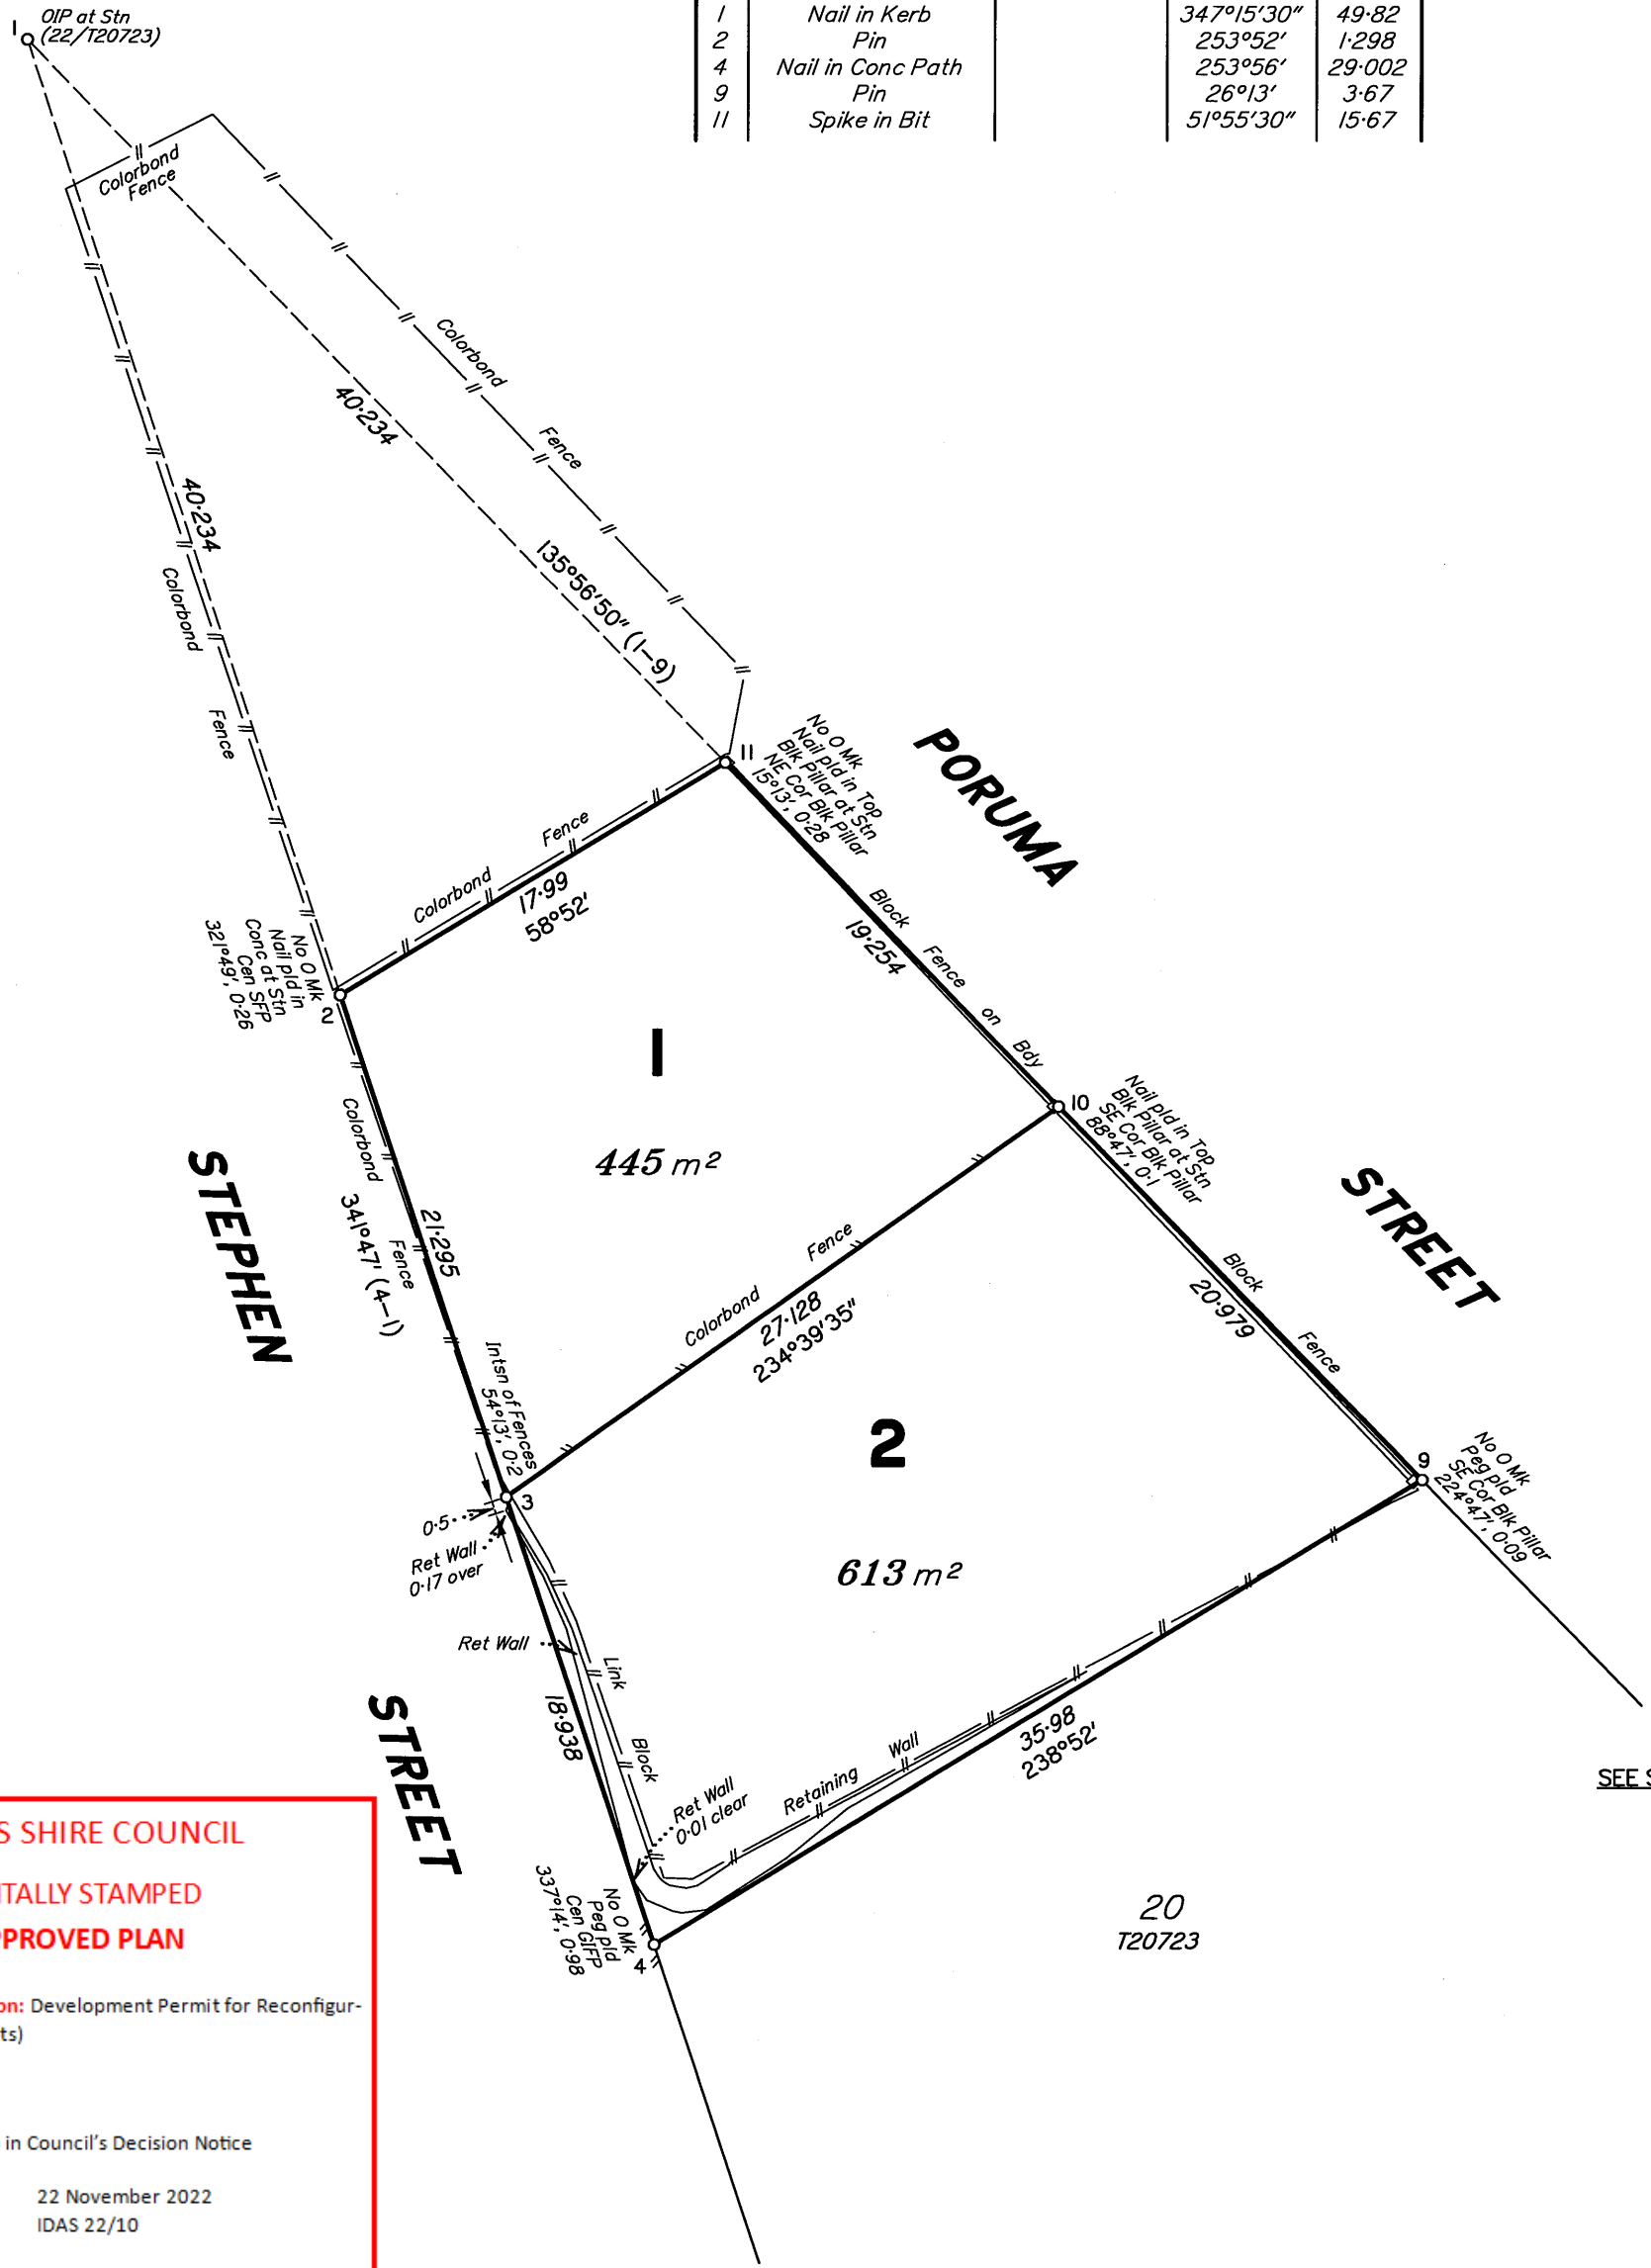 1 Nail in Kerb 347°15'30" 49·82
2 Pin 253°52' 1·298
4 Nail in Conc Path 253°56' 29·002
9 Pin 26°13' 3·67
11 Spike in Bit 51°55'30" 15·67
1
OIP at Stn
(22/T20723)
Colorbond
Fence
Colorbond
Fence
40·234
135°56'50" (1–9)
40·234
Colorbond
Fence
11
No O Mk
Nail pld in Top
Blk Pillar at Stn
NE Cor Blk Pillar
15°13', 0·28
PORUMA
STREET
Colorbond
Fence
17·99
58°52'
No O Mk
Nail pld in
Conc at Stn
Cen SFP
321°49', 0·26
2
Block
Fence
on
Bdy
19·254
1
445 m²
10
Nail pld in Top
Blk Pillar at Stn
SE Cor Blk Pillar
88°47', 0·1
STEPHEN
STREET
Colorbond
Fence
21·295
341°47' (4–1)
Colorbond
Fence
27·128
234°39'35"
Block
Fence
20·979
Intsn of Fences
54°13', 0·2
3
0·5
Ret Wall
0·17 over
2
613 m²
9
No O Mk
Peg pld
SE Cor Blk Pillar
224°47', 0·09
Ret Wall
Link
Block
18·938
Ret Wall
0·01 clear
Retaining
Wall
35·98
238°52'
No O Mk
Peg pld
Cen GIFP
337°14', 0·98
4
20
T20723
SEE S
S SHIRE COUNCIL
ITALLY STAMPED
PPROVED PLAN
on: Development Permit for Reconfigur-
ts)
in Council's Decision Notice
22 November 2022
IDAS 22/10